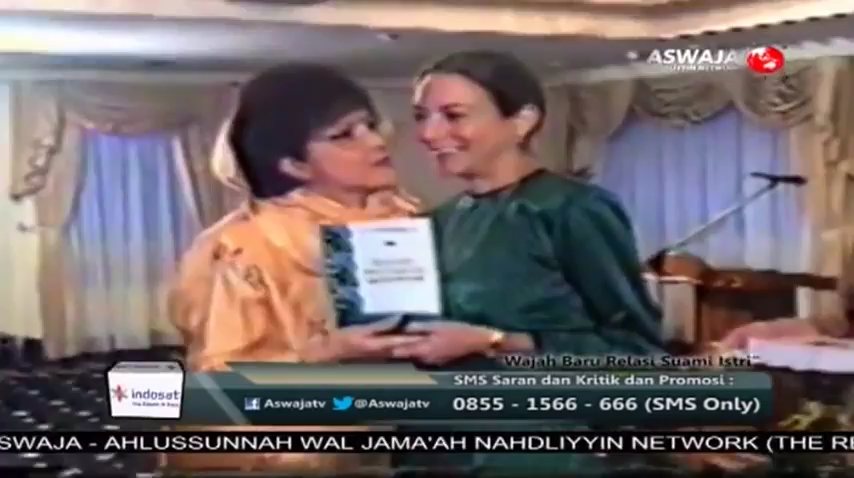 ASWAJA
"Wajah Baru Relasi Suami Istri"
SMS Saran dan Kritik dan Promosi :
indosat
Aswajatv @Aswajatv 0855 - 1566 - 666 (SMS Only)
SWAJA - AHLUSSUNNAH WAL JAMA'AH NAHDLIYYIN NETWORK (THE RE